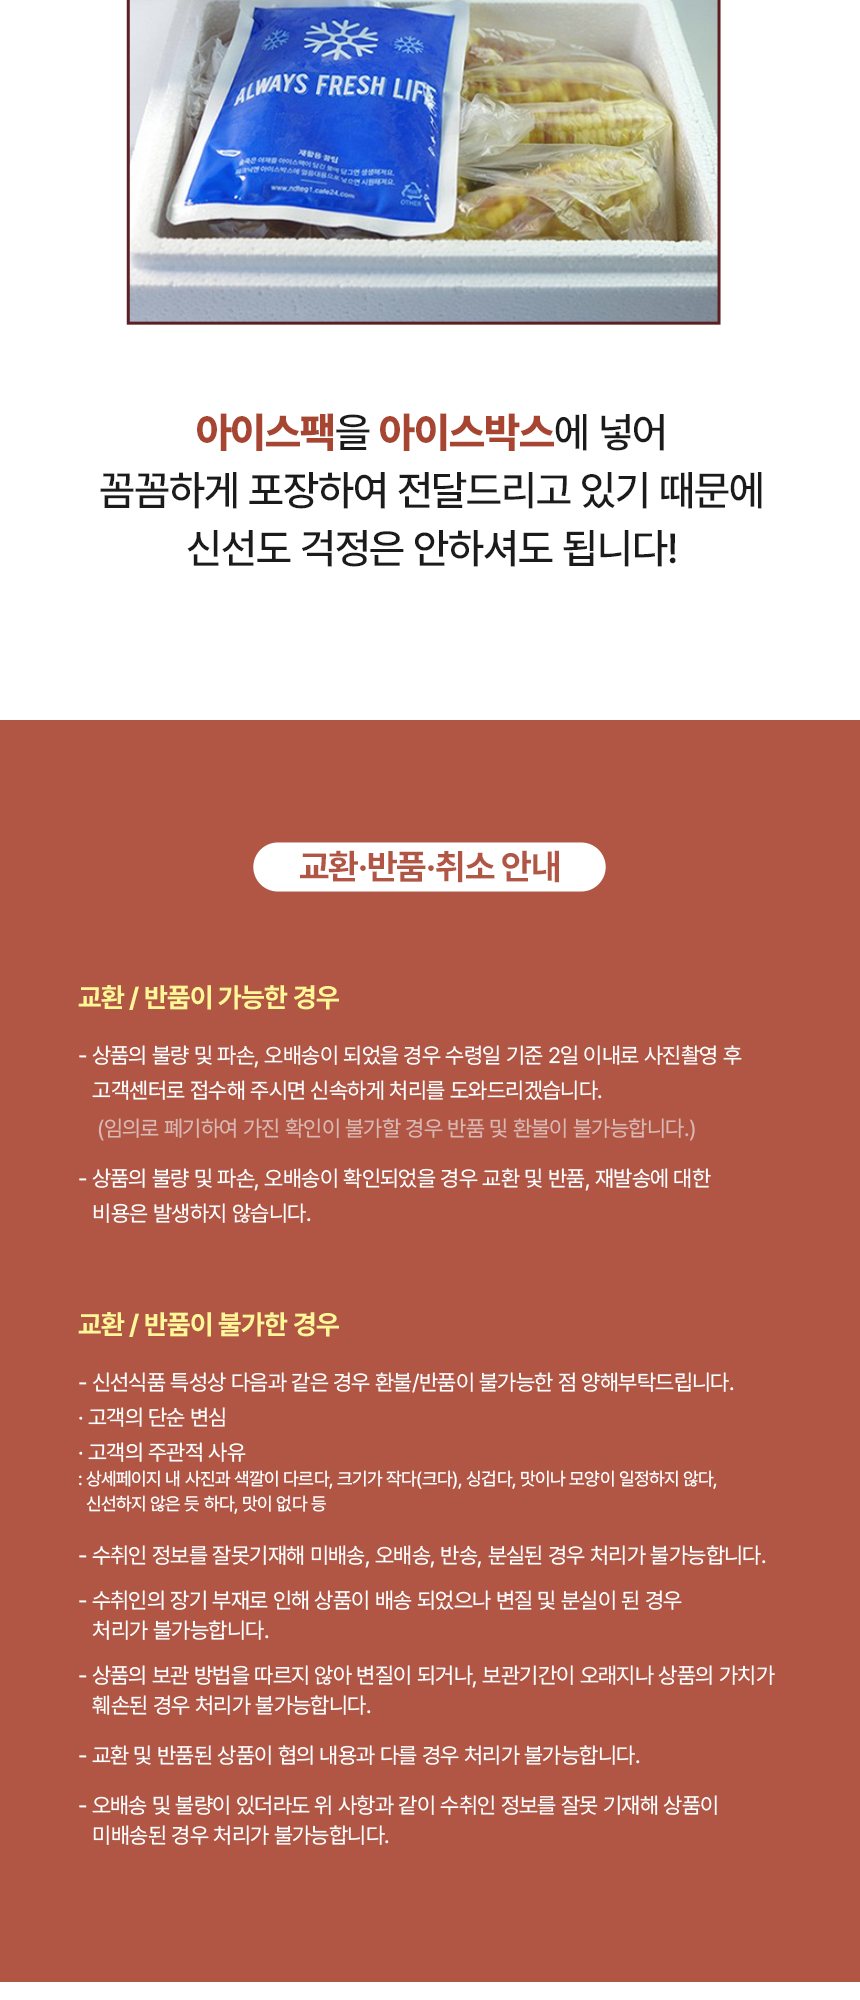 ALWAYS FRESH LIFE
재활용 꿀팁
www.ndleg1.cafe24.com
OTHER
아이스팩을 아이스박스에 넣어
꼼꼼하게 포장하여 전달드리고 있기 때문에
신선도 걱정은 안하셔도 됩니다!
교환·반품·취소 안내
교환 / 반품이 가능한 경우
- 상품의 불량 및 파손, 오배송이 되었을 경우 수령일 기준 2일 이내로 사진촬영 후
고객센터로 접수해 주시면 신속하게 처리를 도와드리겠습니다.
(임의로 폐기하여 가진 확인이 불가할 경우 반품 및 환불이 불가능합니다.)
- 상품의 불량 및 파손, 오배송이 확인되었을 경우 교환 및 반품, 재발송에 대한
비용은 발생하지 않습니다.
교환 / 반품이 불가한 경우
- 신선식품 특성상 다음과 같은 경우 환불/반품이 불가능한 점 양해부탁드립니다.
· 고객의 단순 변심
· 고객의 주관적 사유
: 상세페이지 내 사진과 색깔이 다르다, 크기가 작다(크다), 싱겁다, 맛이나 모양이 일정하지 않다,
신선하지 않은 듯 하다, 맛이 없다 등
- 수취인 정보를 잘못기재해 미배송, 오배송, 반송, 분실된 경우 처리가 불가능합니다.
- 수취인의 장기 부재로 인해 상품이 배송 되었으나 변질 및 분실이 된 경우
처리가 불가능합니다.
- 상품의 보관 방법을 따르지 않아 변질이 되거나, 보관기간이 오래지나 상품의 가치가
훼손된 경우 처리가 불가능합니다.
- 교환 및 반품된 상품이 협의 내용과 다를 경우 처리가 불가능합니다.
- 오배송 및 불량이 있더라도 위 사항과 같이 수취인 정보를 잘못 기재해 상품이
미배송된 경우 처리가 불가능합니다.